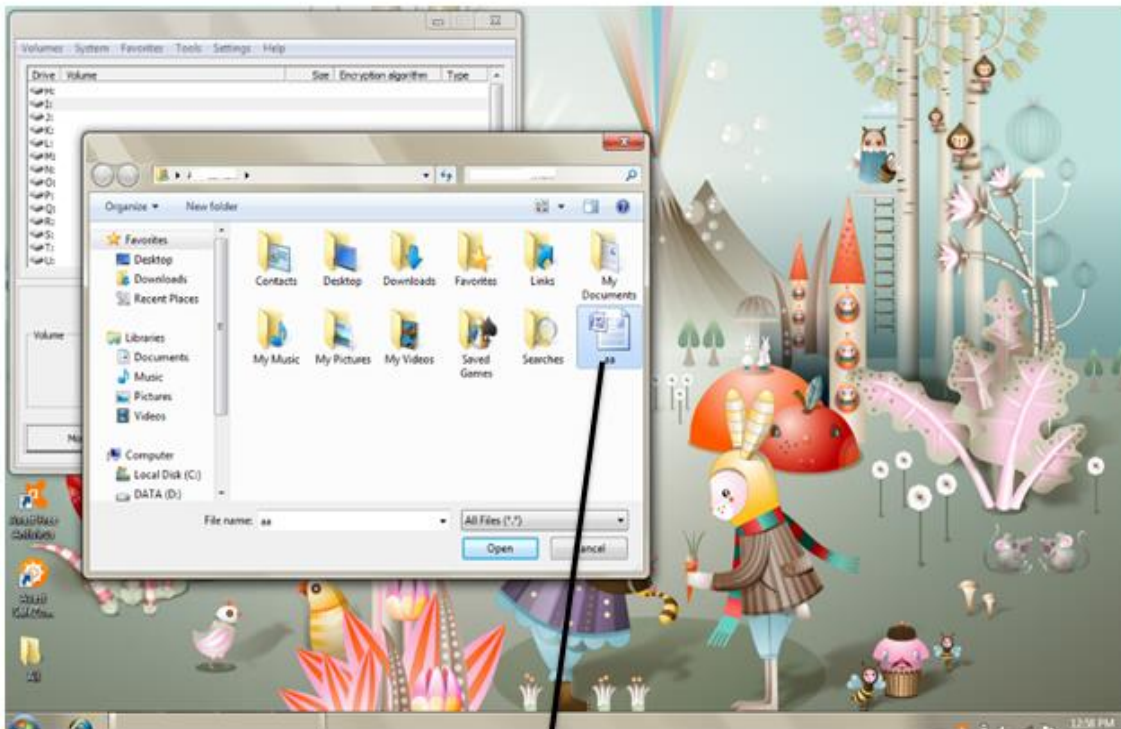 Volumes System Favorites Tools Settings Help
Drive Volume Size Encryption algorithm Type
H:
I:
J:
K:
L:
M:
N:
O:
P:
Q:
R:
S:
T:
U:
Organize New folder
Favorites
Desktop
Downloads
Recent Places
Libraries
Documents
Music
Pictures
Videos
Computer
Local Disk (C:)
DATA (D:)
Contacts Desktop Downloads Favorites Links My Documents
My Music My Pictures My Videos Saved Games Searches aa
Volume
File name: aa All Files (*.*)
Open Cancel
12:58 PM